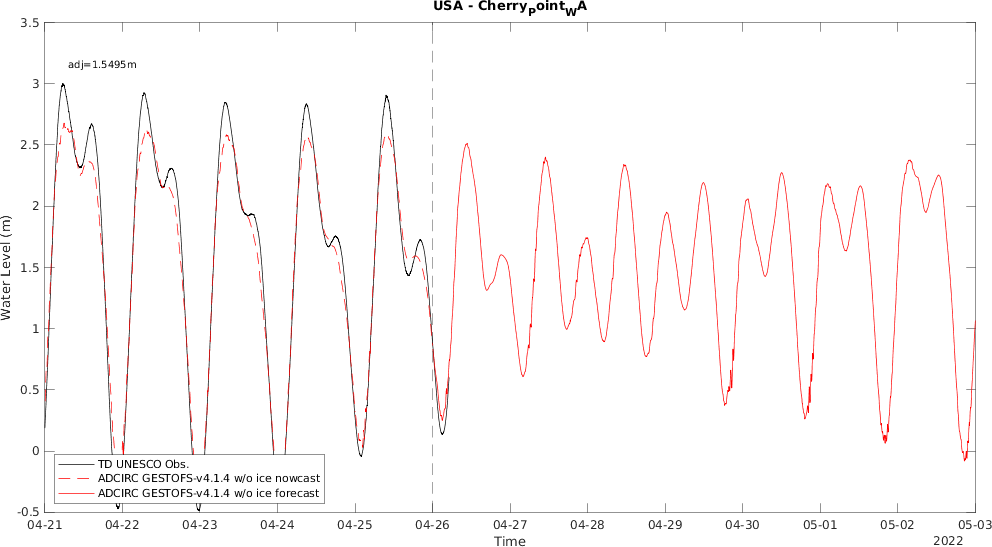 USA - Cherry_Point_WA
3.5
adj=1.5495m
3
2.5
2
1.5
1
0.5
0
-0.5
Water Level (m)
TD UNESCO Obs.
ADCIRC GESTOFS-v4.1.4 w/o ice nowcast
ADCIRC GESTOFS-v4.1.4 w/o ice forecast
04-21 04-22 04-23 04-24 04-25 04-26 04-27 04-28 04-29 04-30 05-01 05-02 05-03
Time
2022